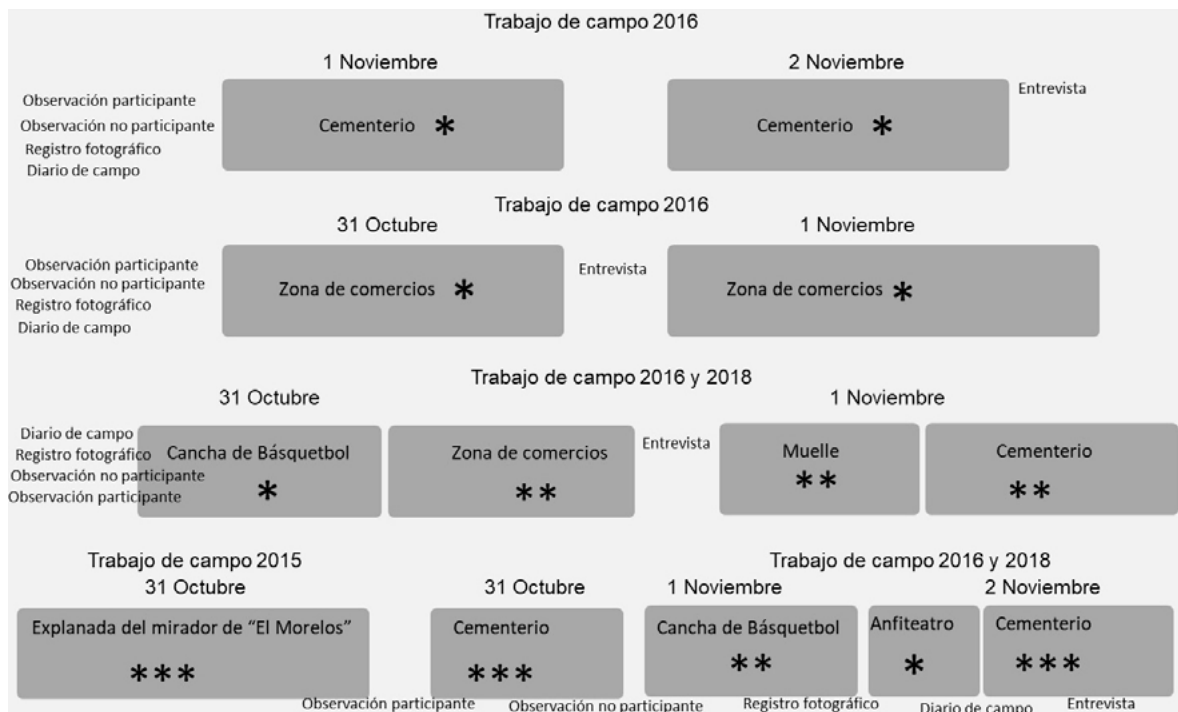 Trabajo de campo 2016
1 Noviembre
2 Noviembre
Observación participante
Observación no participante
Registro fotográfico
Diario de campo
Cementerio *
Cementerio *
Entrevista
Trabajo de campo 2016
31 Octubre
1 Noviembre
Observación participante
Observación no participante
Registro fotográfico
Diario de campo
Zona de comercios *
Entrevista
Zona de comercios *
Trabajo de campo 2016 y 2018
31 Octubre
1 Noviembre
Diario de campo
Registro fotográfico
Observación no participante
Observación participante
Cancha de Básquetbol
*
Zona de comercios
**
Entrevista
Muelle
**
Cementerio
**
Trabajo de campo 2015
Trabajo de campo 2016 y 2018
31 Octubre
31 Octubre
1 Noviembre
2 Noviembre
Explanada del mirador de “El Morelos”
***
Cementerio
***
Cancha de Básquetbol
**
Anfiteatro
*
Cementerio
***
Observación participante
Observación no participante
Registro fotográfico
Diario de campo
Entrevista